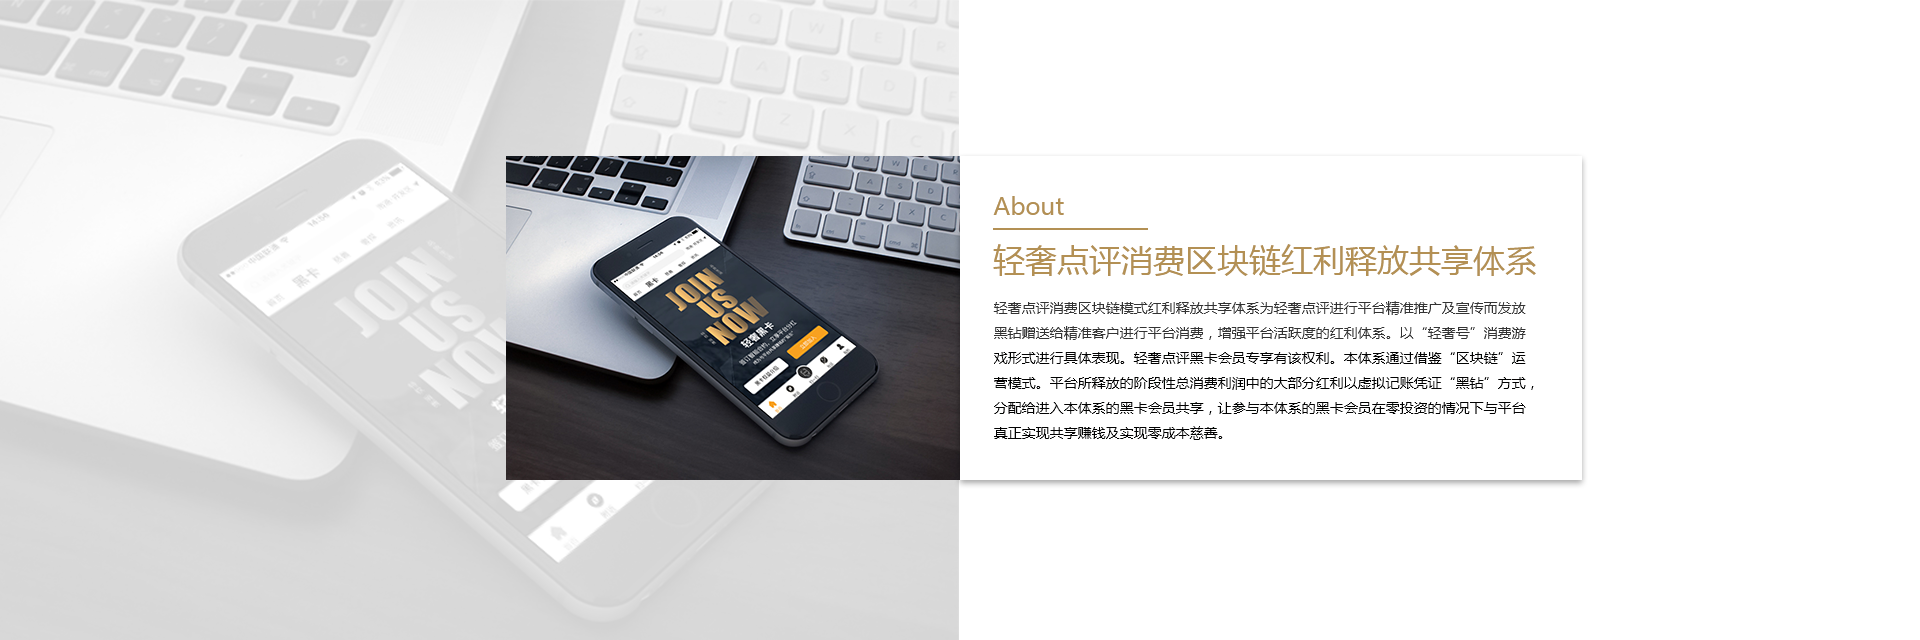 About
轻奢点评消费区块链红利释放共享体系
轻奢点评消费区块链模式红利释放共享体系为轻奢点评进行平台精准推广及宣传而发放
黑钻赠送给精准客户进行平台消费，增强平台活跃度的红利体系。以“轻奢号”消费游
戏形式进行具体表现。轻奢点评黑卡会员专享有该权利。本体系通过借鉴“区块链”运
营模式。平台所释放的阶段性总消费利润中的大部分红利以虚拟记账凭证“黑钻”方式，
分配给进入本体系的黑卡会员共享，让参与本体系的黑卡会员在零投资的情况下与平台
真正实现共享赚钱及实现零成本慈善。
黑卡
JOIN
US
NOW
轻奢黑卡